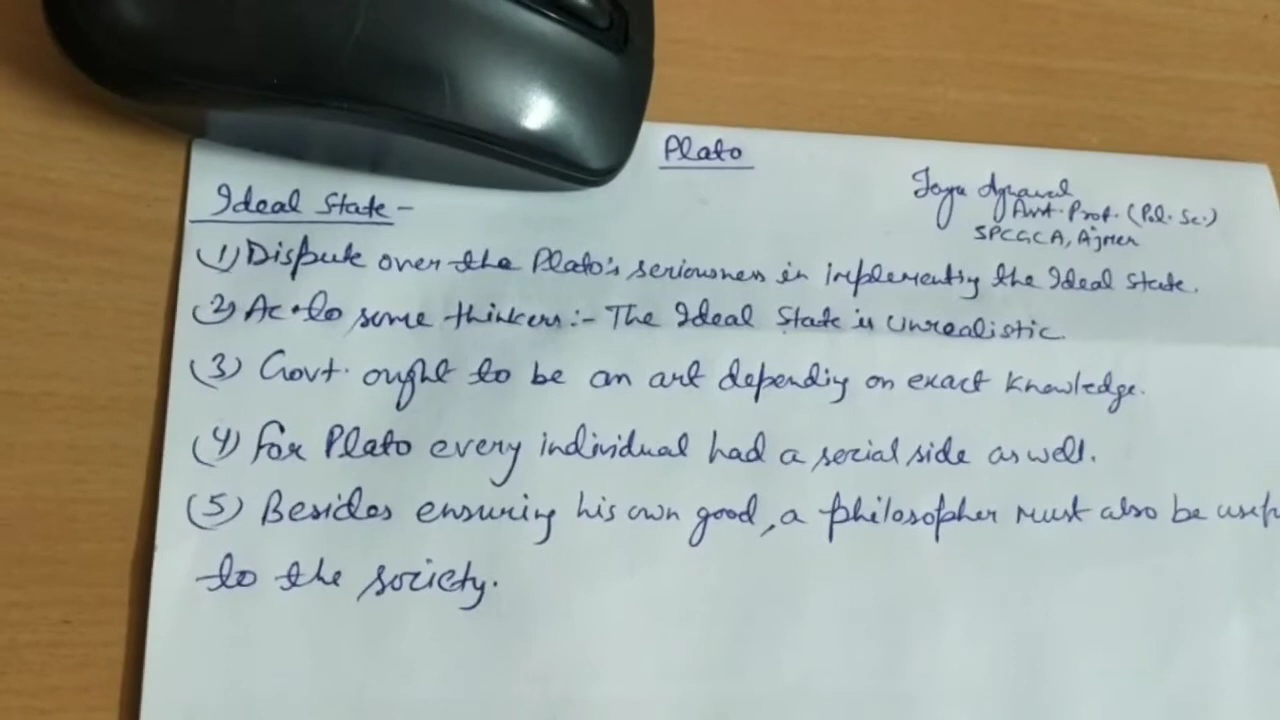 Plato
Jaya Agrawal
Asst. Prof. (Pol. Sc.)
SPCGCA, Ajmer
Ideal State -
(1) Dispute over the Plato's seriousness in implementing the Ideal State.
(2) Ac. to some thinkers:- The Ideal State is unrealistic.
(3) Govt. ought to be an art depending on exact knowledge.
(4) For Plato every individual had a social side as well.
(5) Besides ensuring his own good, a philosopher must also be usef
to the society.